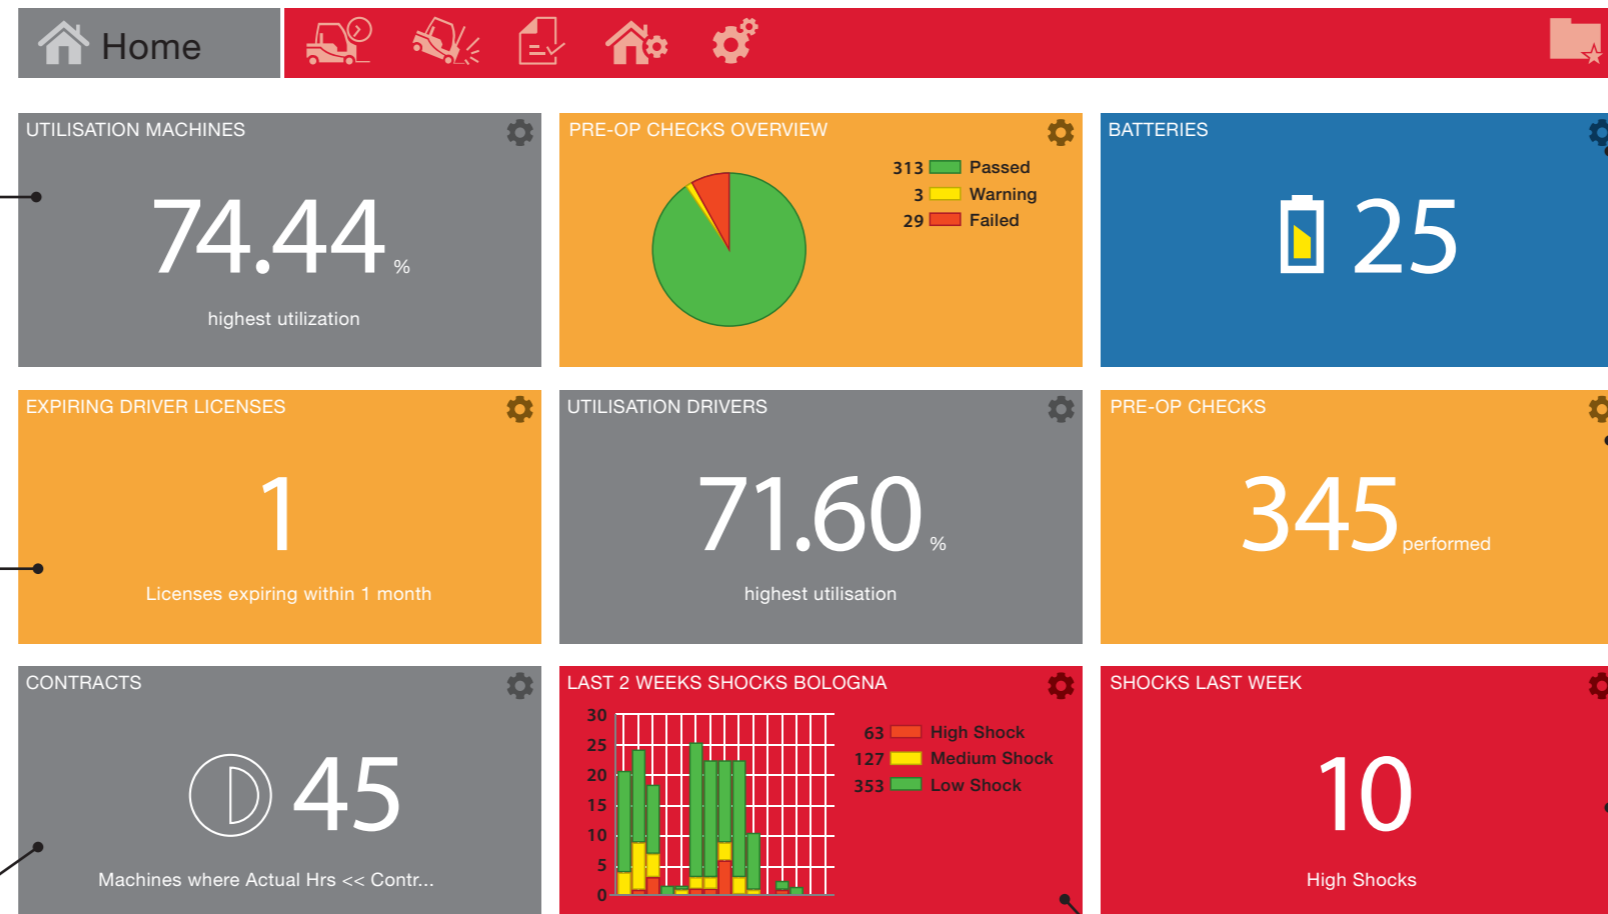 Home
UTILISATION MACHINES
74.44 %
highest utilization
PRE-OP CHECKS OVERVIEW
313 Passed
3 Warning
29 Failed
BATTERIES
25
EXPIRING DRIVER LICENSES
1
Licenses expiring within 1 month
UTILISATION DRIVERS
71.60 %
highest utilisation
PRE-OP CHECKS
345 performed
CONTRACTS
45
Machines where Actual Hrs << Contr...
LAST 2 WEEKS SHOCKS BOLOGNA
30
25
20
15
10
5
0
63 High Shock
127 Medium Shock
353 Low Shock
SHOCKS LAST WEEK
10
High Shocks